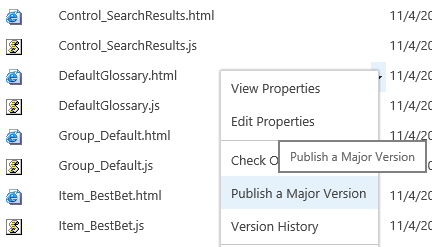 Control_SearchResults.html 11/4/20
Control_SearchResults.js 11/4/20
DefaultGlossary.html 11/4/20
DefaultGlossary.js 11/4/20
Group_Default.html 11/4/20
Group_Default.js 11/4/20
Item_BestBet.html 11/4/20
Item_BestBet.js 11/4/20
View Properties
Edit Properties
Check O
Publish a Major Version
Publish a Major Version
Version History